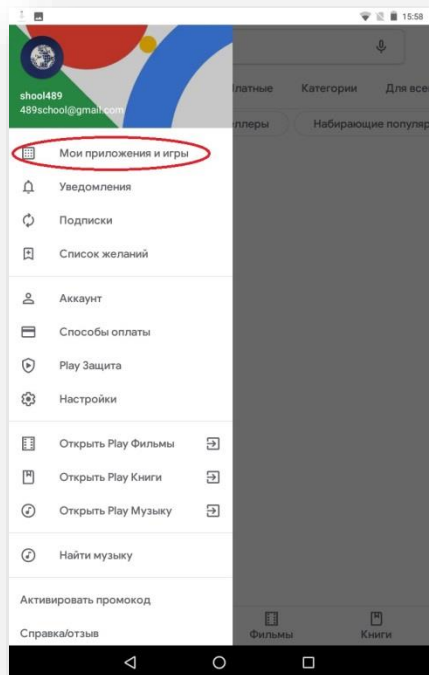 15:58
shool489
489school@gmail.com
латные Категории Для все
ллеры Набирающие популяр
Мои приложения и игры
Уведомления
Подписки
Список желаний
Аккаунт
Способы оплаты
Play Защита
Настройки
Открыть Play Фильмы
Открыть Play Книги
Открыть Play Музыку
Найти музыку
Активировать промокод
Справка/отзыв
Фильмы Книги